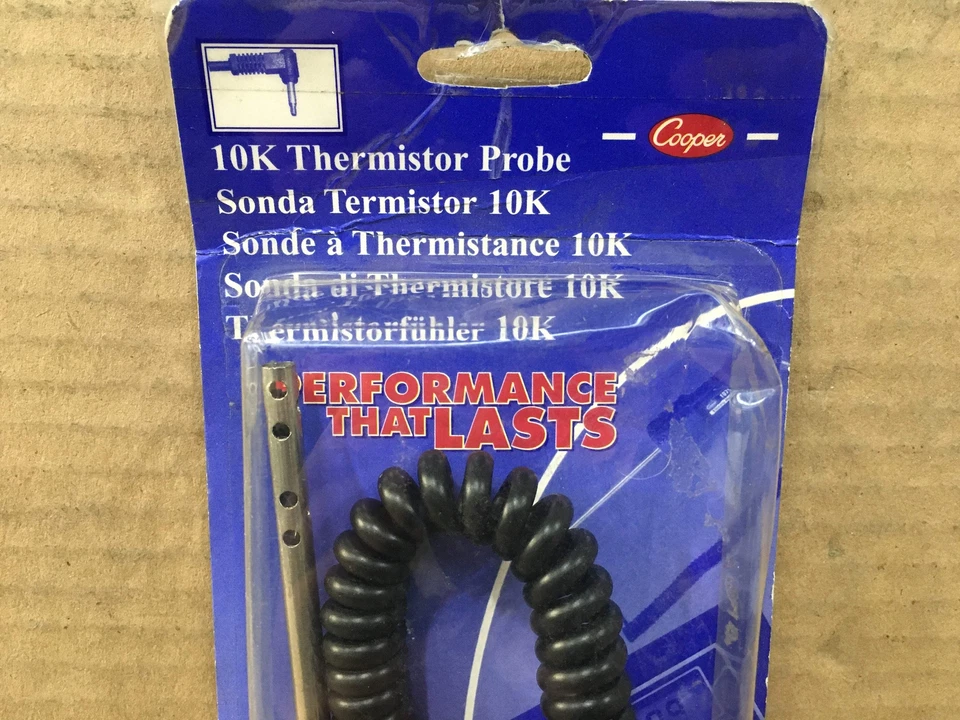 Cooper
10K Thermistor Probe
Sonda Termistor 10K
Sonde à Thermistance 10K
Sonda di Thermistore 10K
Thermistorfühler 10K
PERFORMANCE
THAT LASTS